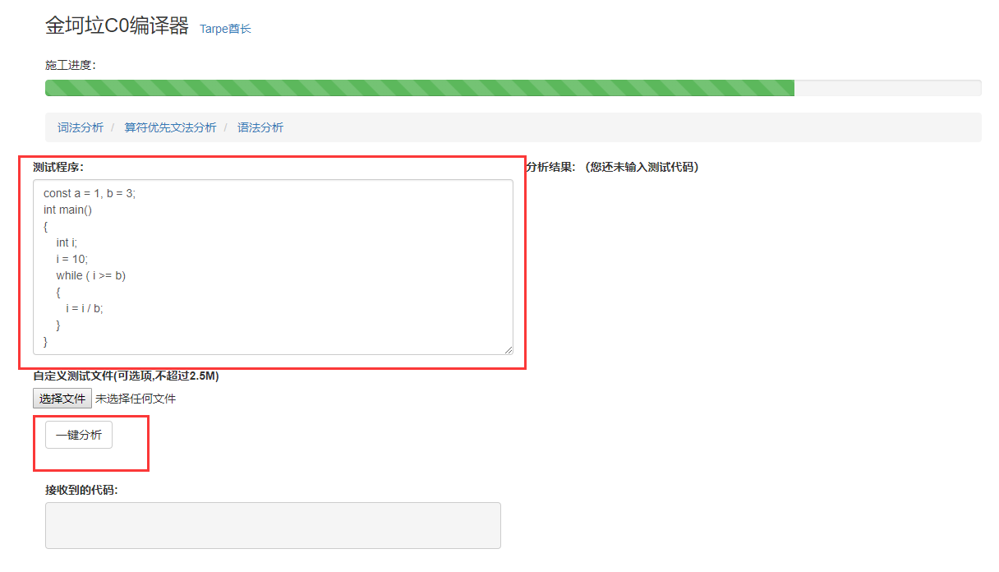 金坷垃C0编译器 Tarpe酋长
施工进度:
词法分析 / 算符优先文法分析 / 语法分析
测试程序:
const a = 1, b = 3;
int main()
{
int i;
i = 10;
while ( i >= b)
{
i = i / b;
}
}
自定义测试文件(可选项,不超过2.5M)
选择文件 未选择任何文件
一键分析
接收到的代码:
分析结果: (您还未输入测试代码)